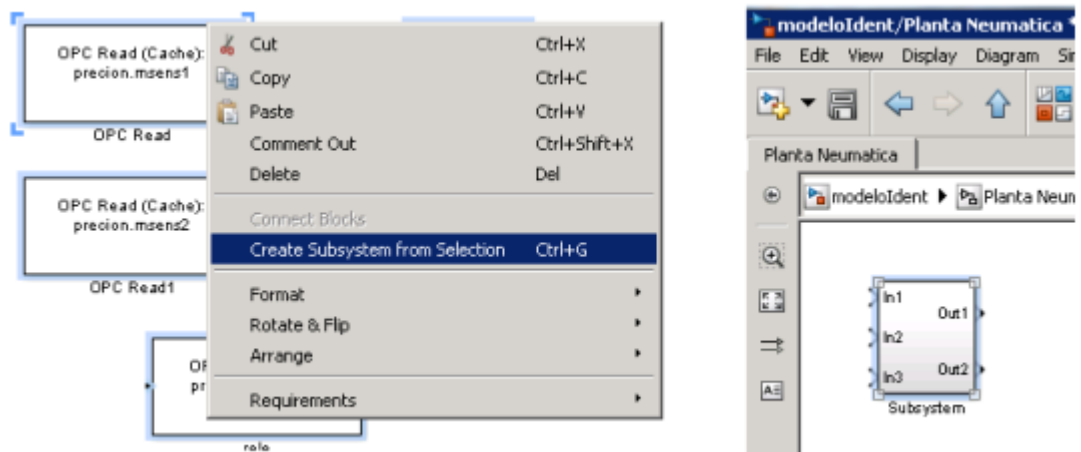 OPC Read (Cache):
precion.msens1
OPC Read
OPC Read (Cache):
precion.msens2
OPC Read1
Cut Ctrl+X
Copy Ctrl+C
Paste Ctrl+V
Comment Out Ctrl+Shift+X
Delete Del
Connect Blocks
Create Subsystem from Selection Ctrl+G
Format
Rotate & Flip
Arrange
Requirements
modeloIdent/Planta Neumatica
File Edit View Display Diagram
Planta Neumatica
modeloIdent Planta Neum
In1
Out1
In2
In3
Out2
Subsystem